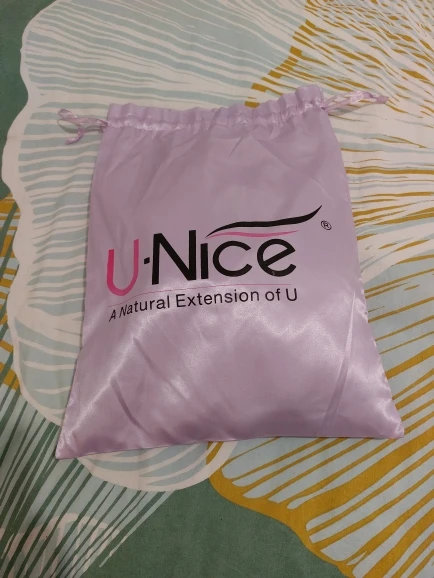 U·Nice®
A Natural Extension of U